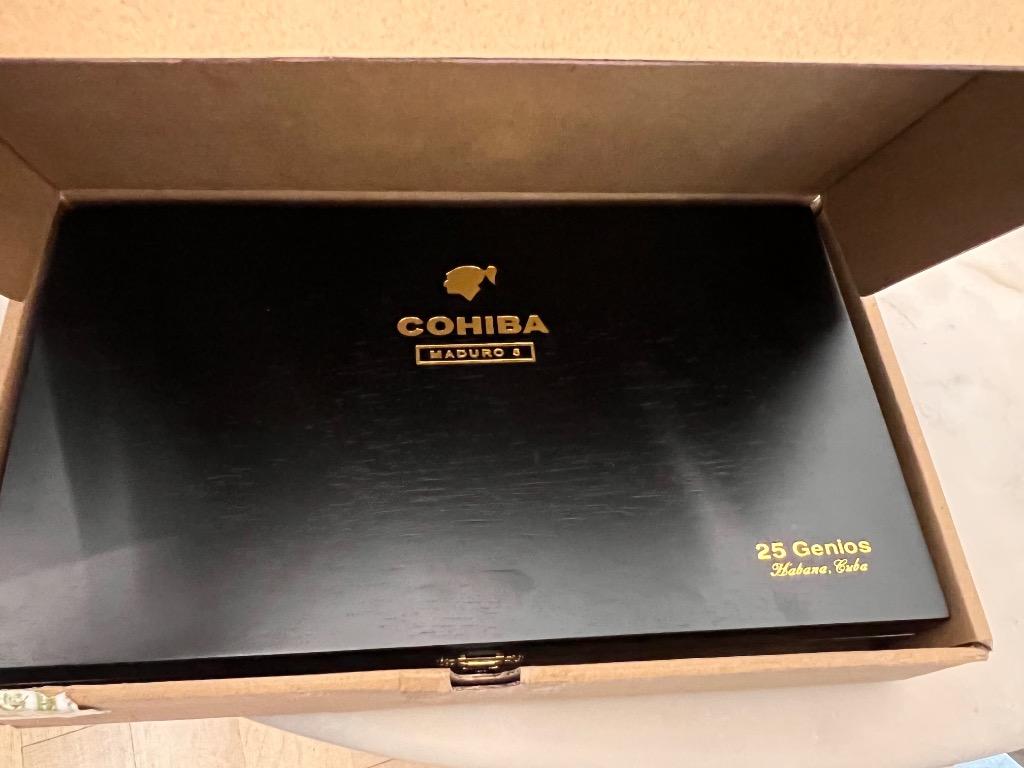 COHIBA
MADURO 5
25 Genios
Habana, Cuba